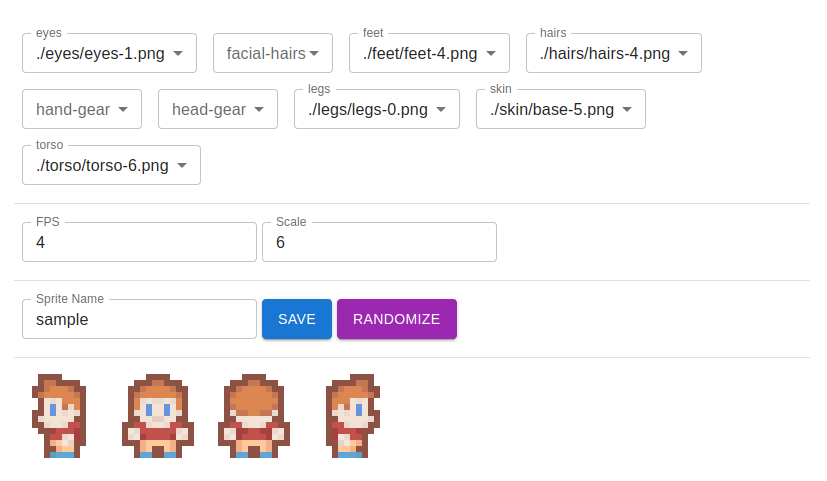 eyes feet hairs
./eyes/eyes-1.png facial-hairs ./feet/feet-4.png ./hairs/hairs-4.png
legs skin
hand-gear head-gear ./legs/legs-0.png ./skin/base-5.png
torso
./torso/torso-6.png
FPS Scale
4 6
Sprite Name
sample SAVE RANDOMIZE